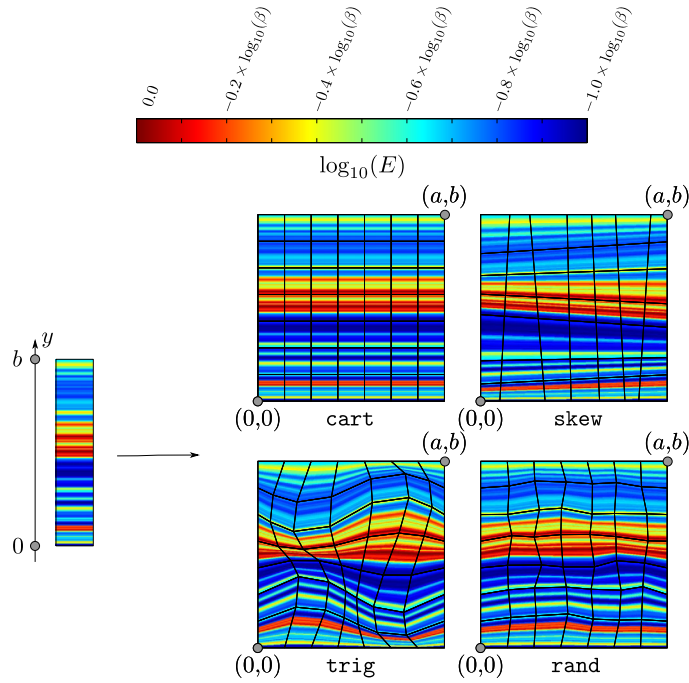 0.0
−0.2 × log₁₀(β)
−0.4 × log₁₀(β)
−0.6 × log₁₀(β)
−0.8 × log₁₀(β)
−1.0 × log₁₀(β)
log₁₀(E)
(a,b)
(a,b)
y
b
0
(0,0)
cart
(0,0)
skew
(a,b)
(a,b)
(0,0)
trig
(0,0)
rand